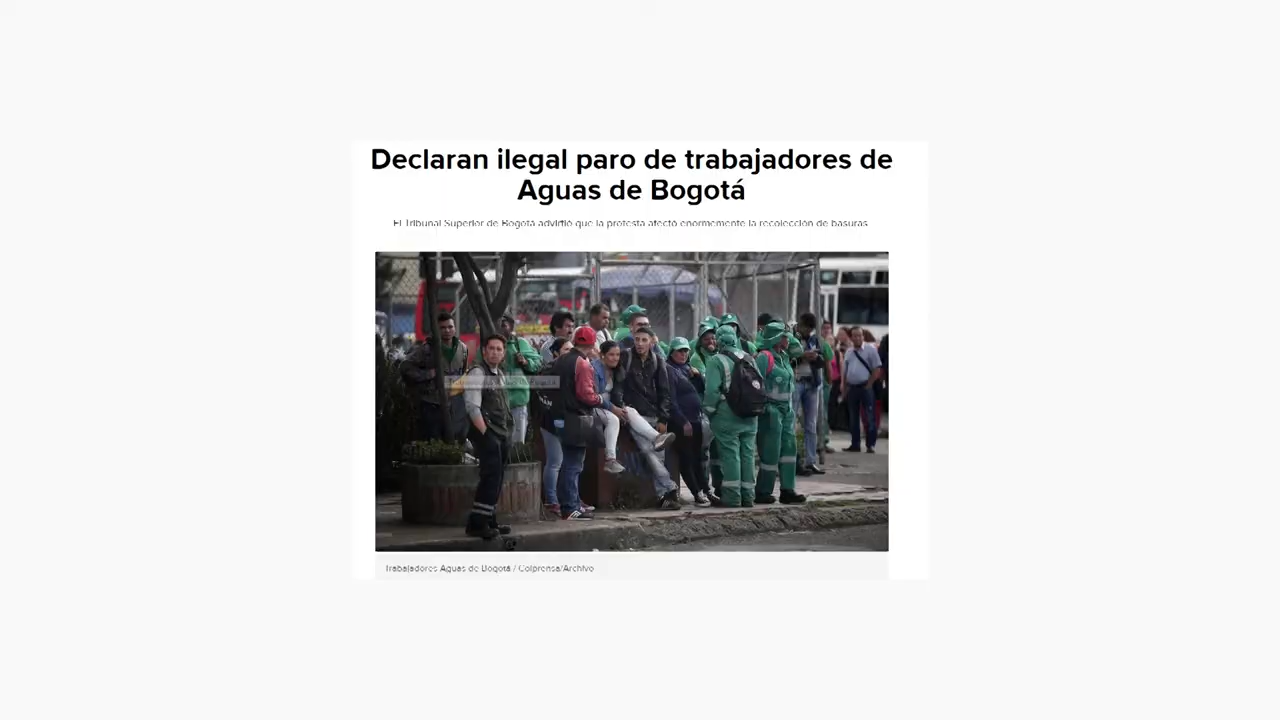 Declaran ilegal paro de trabajadores de
Aguas de Bogotá
El Tribunal Superior de Bogotá advirtió que la protesta afectó enormemente la recolección de basuras
Trabajadores Aguas de Bogotá / Colprensa/Archivo